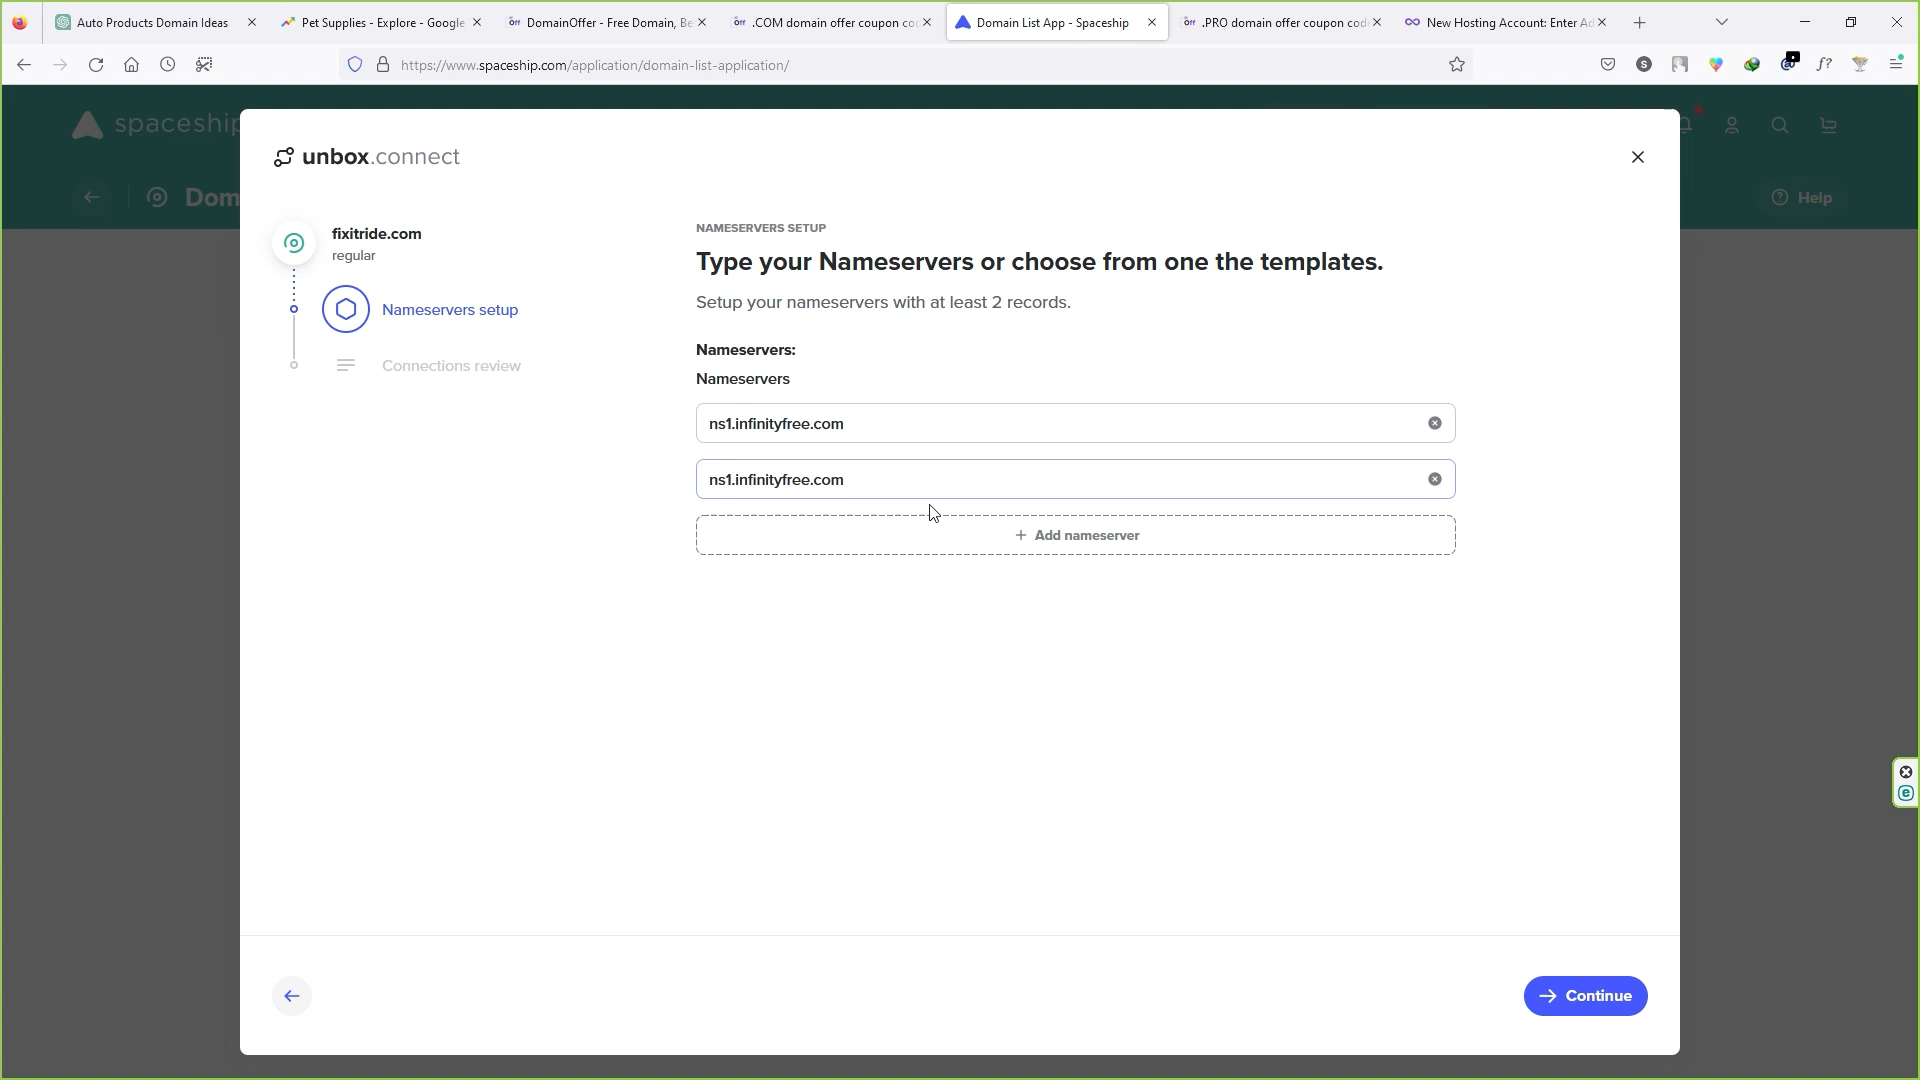 Auto Products Domain Ideas
Pet Supplies - Explore - Google
DomainOffer - Free Domain, Be
.COM domain offer coupon co
Domain List App - Spaceship
.PRO domain offer coupon cod
New Hosting Account: Enter Ad
https://www.spaceship.com/application/domain-list-application/
spaceship
unbox.connect
Dom
Help
fixitride.com
regular
Nameservers setup
Connections review
NAMESERVERS SETUP
Type your Nameservers or choose from one the templates.
Setup your nameservers with at least 2 records.
Nameservers:
Nameservers
ns1.infinityfree.com
ns1.infinityfree.com
+ Add nameserver
Continue